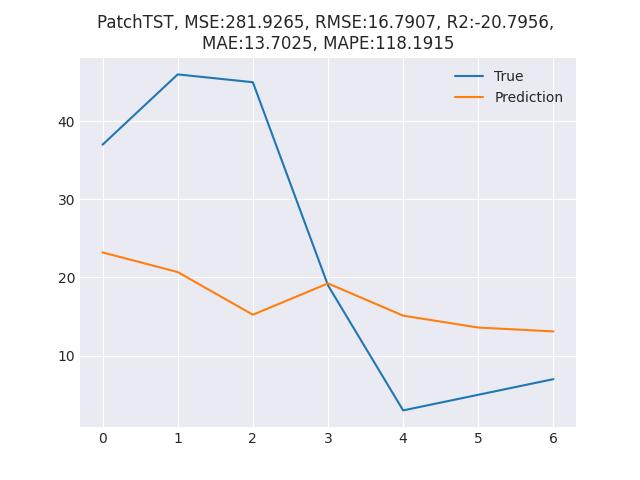 PatchTST, MSE:281.9265, RMSE:16.7907, R2:-20.7956,
MAE:13.7025, MAPE:118.1915
True
Prediction
40
30
20
10
0 1 2 3 4 5 6